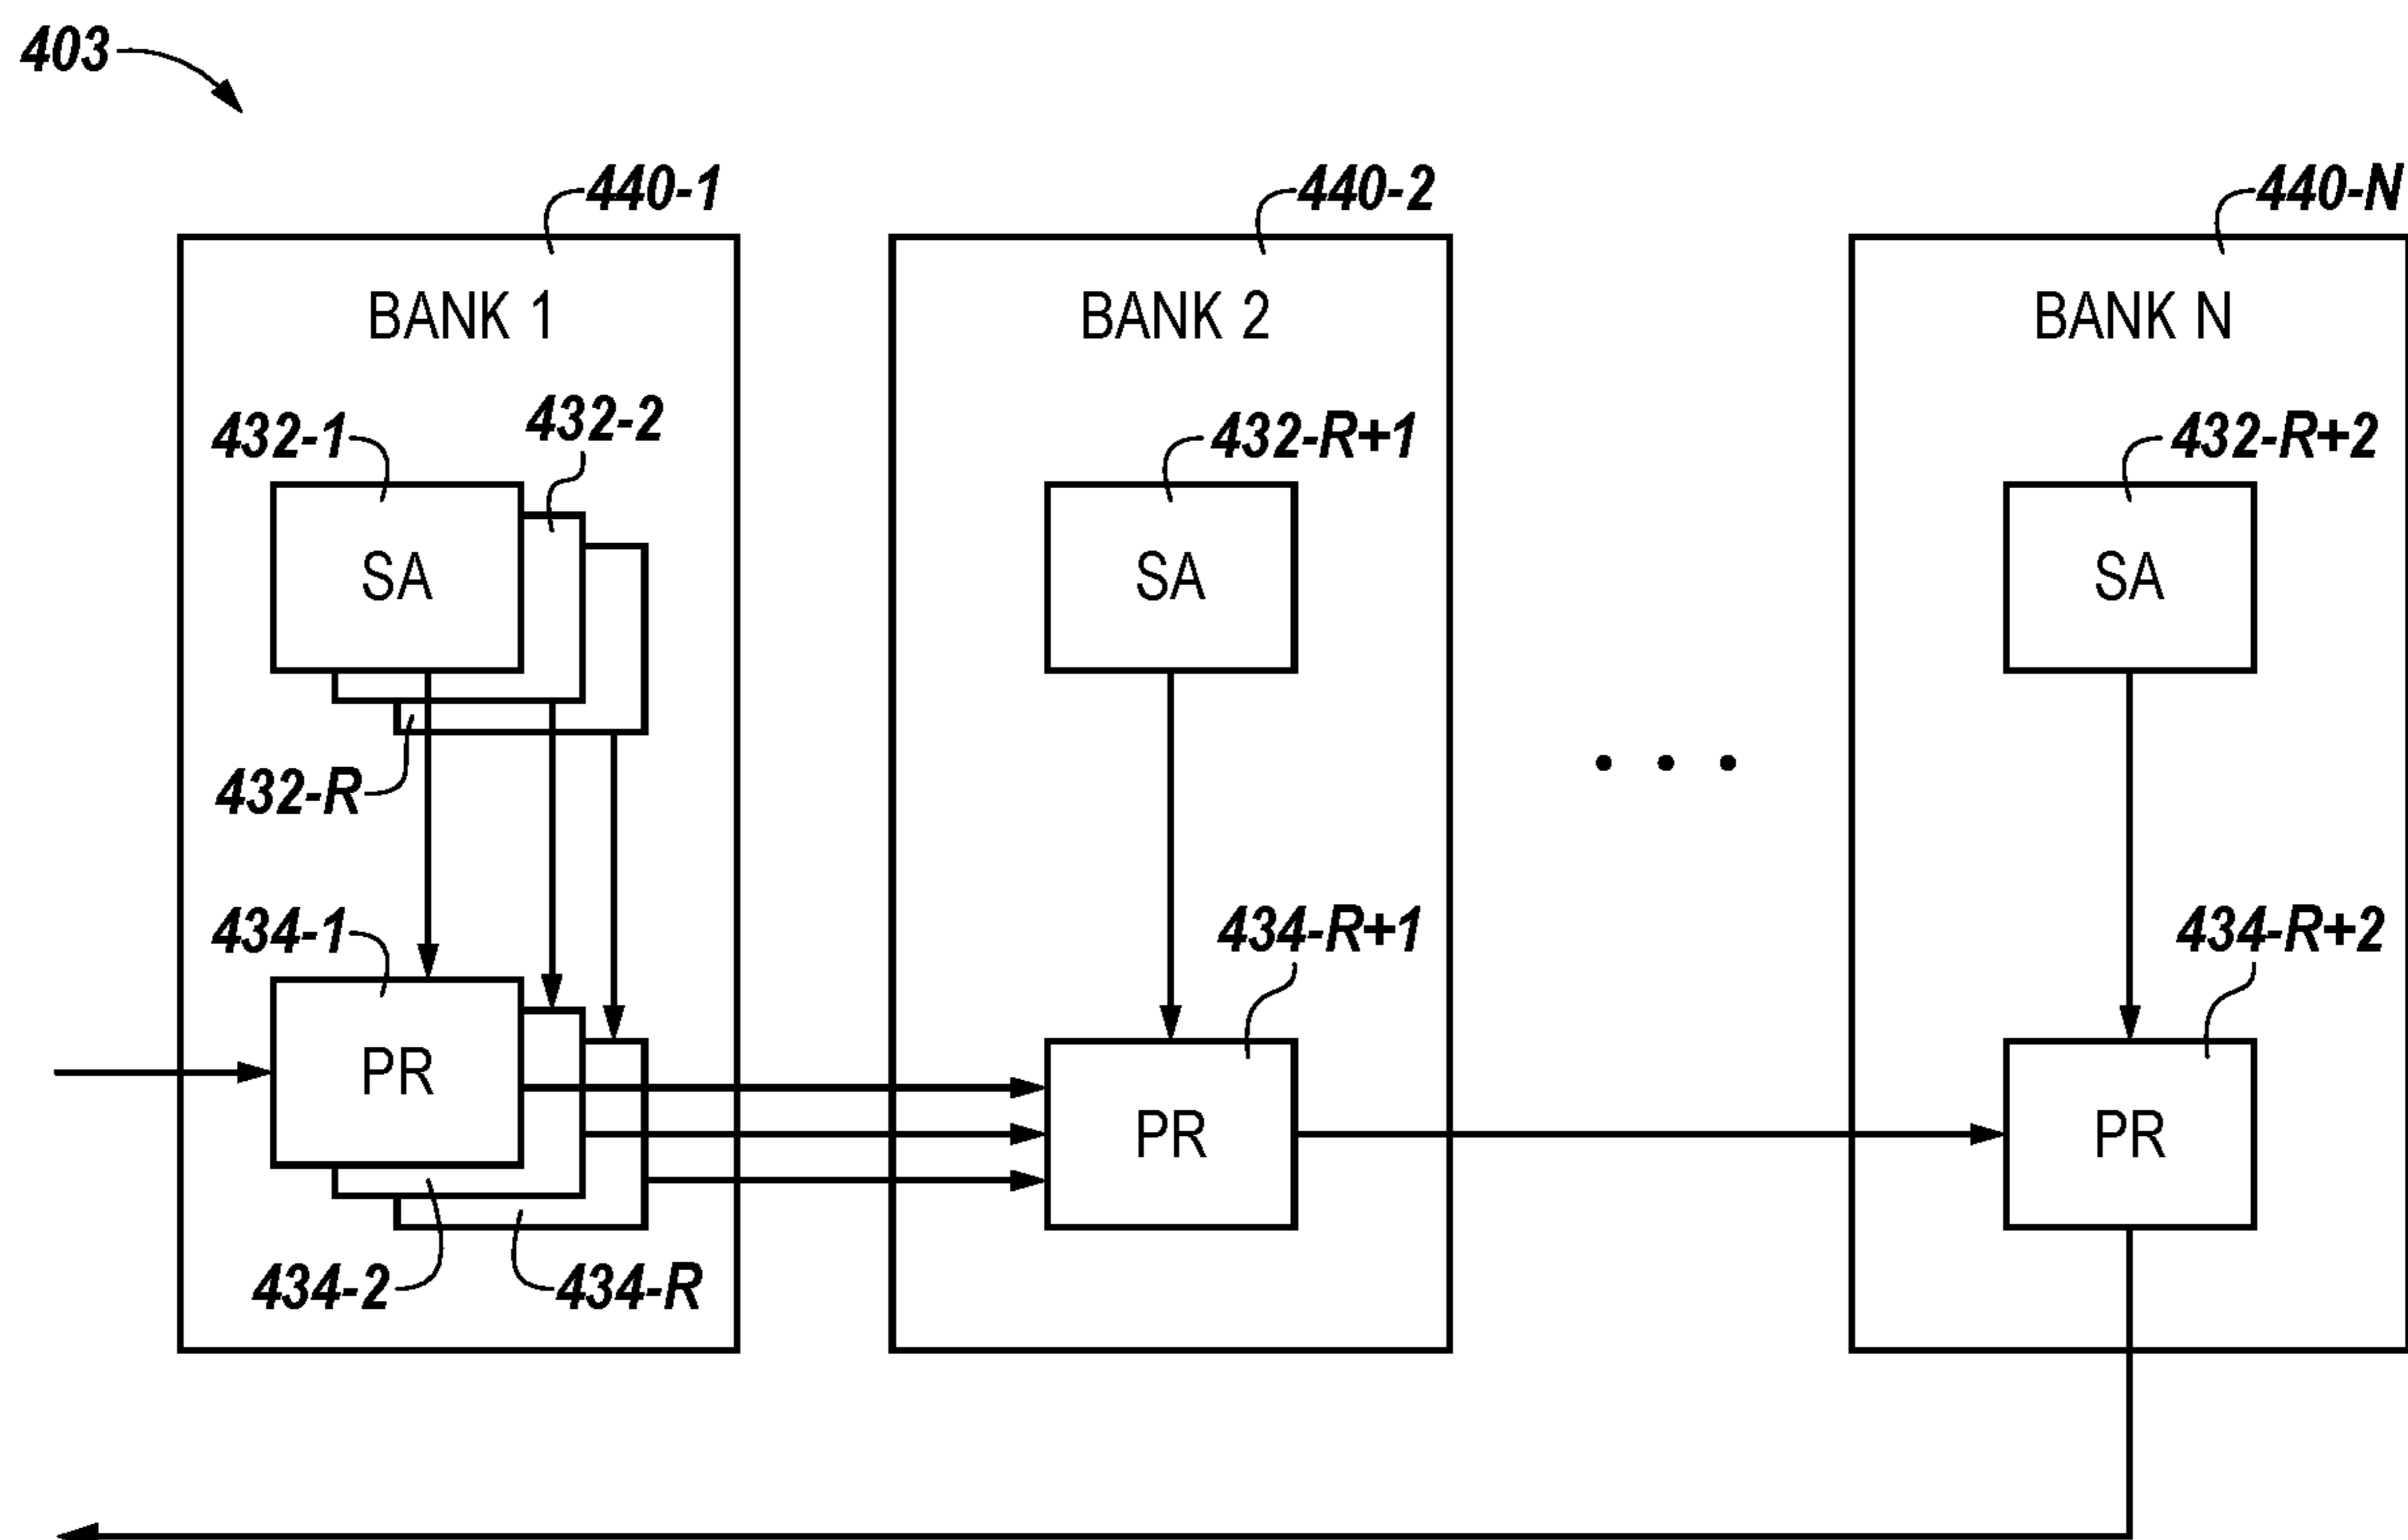 403
440-1
440-2
440-N
BANK 1
BANK 2
BANK N
432-1
432-2
432-R+1
432-R+2
SA
SA
SA
432-R
434-1
434-R+1
434-R+2
PR
PR
PR
434-2
434-R